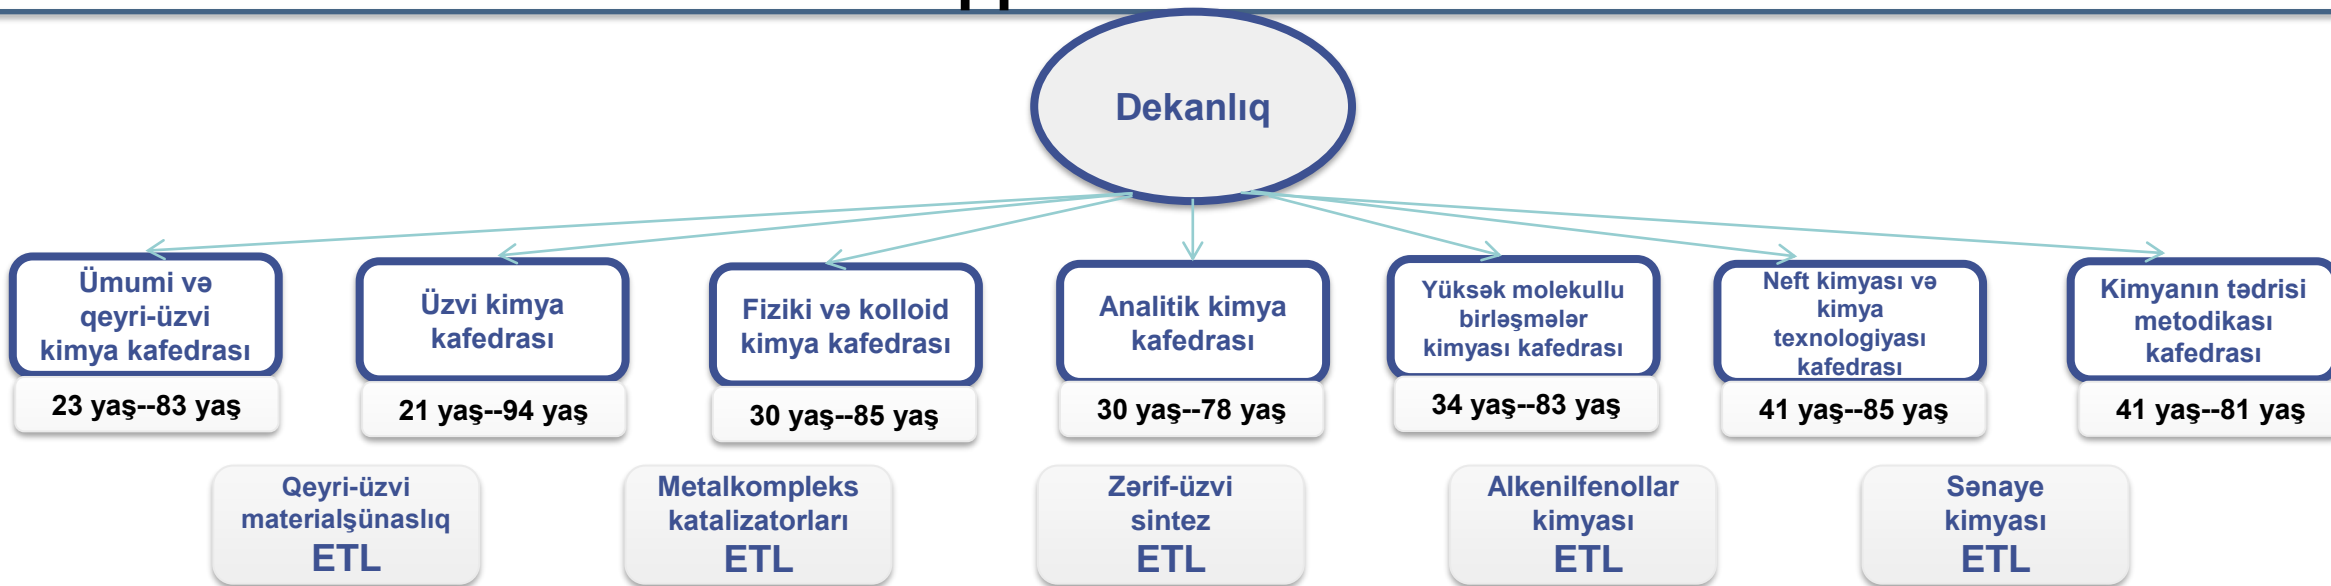 Dekanlıq
Ümumi və
qeyri-üzvi
kimya kafedrası
23 yaş--83 yaş
Üzvi kimya
kafedrası
21 yaş--94 yaş
Fiziki və kolloid
kimya kafedrası
30 yaş--85 yaş
Analitik kimya
kafedrası
30 yaş--78 yaş
Yüksək molekullu
birləşmələr
kimyası kafedrası
34 yaş--83 yaş
Neft kimyası və
kimya
texnologiyası
kafedrası
41 yaş--85 yaş
Kimyanın tədrisi
metodikası
kafedrası
41 yaş--81 yaş
Qeyri-üzvi
materialşünaslıq
ETL
Metalkompleks
katalizatorları
ETL
Zərif-üzvi
sintez
ETL
Alkenilfenollar
kimyası
ETL
Sənaye
kimyası
ETL